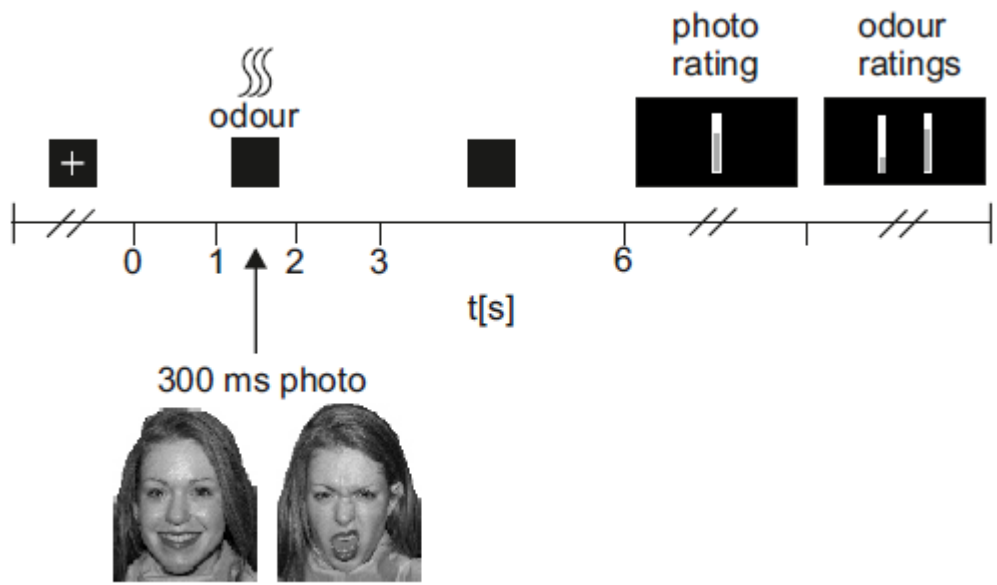 photo
rating
odour
ratings
odour
0 1 2 3 6
t[s]
300 ms photo